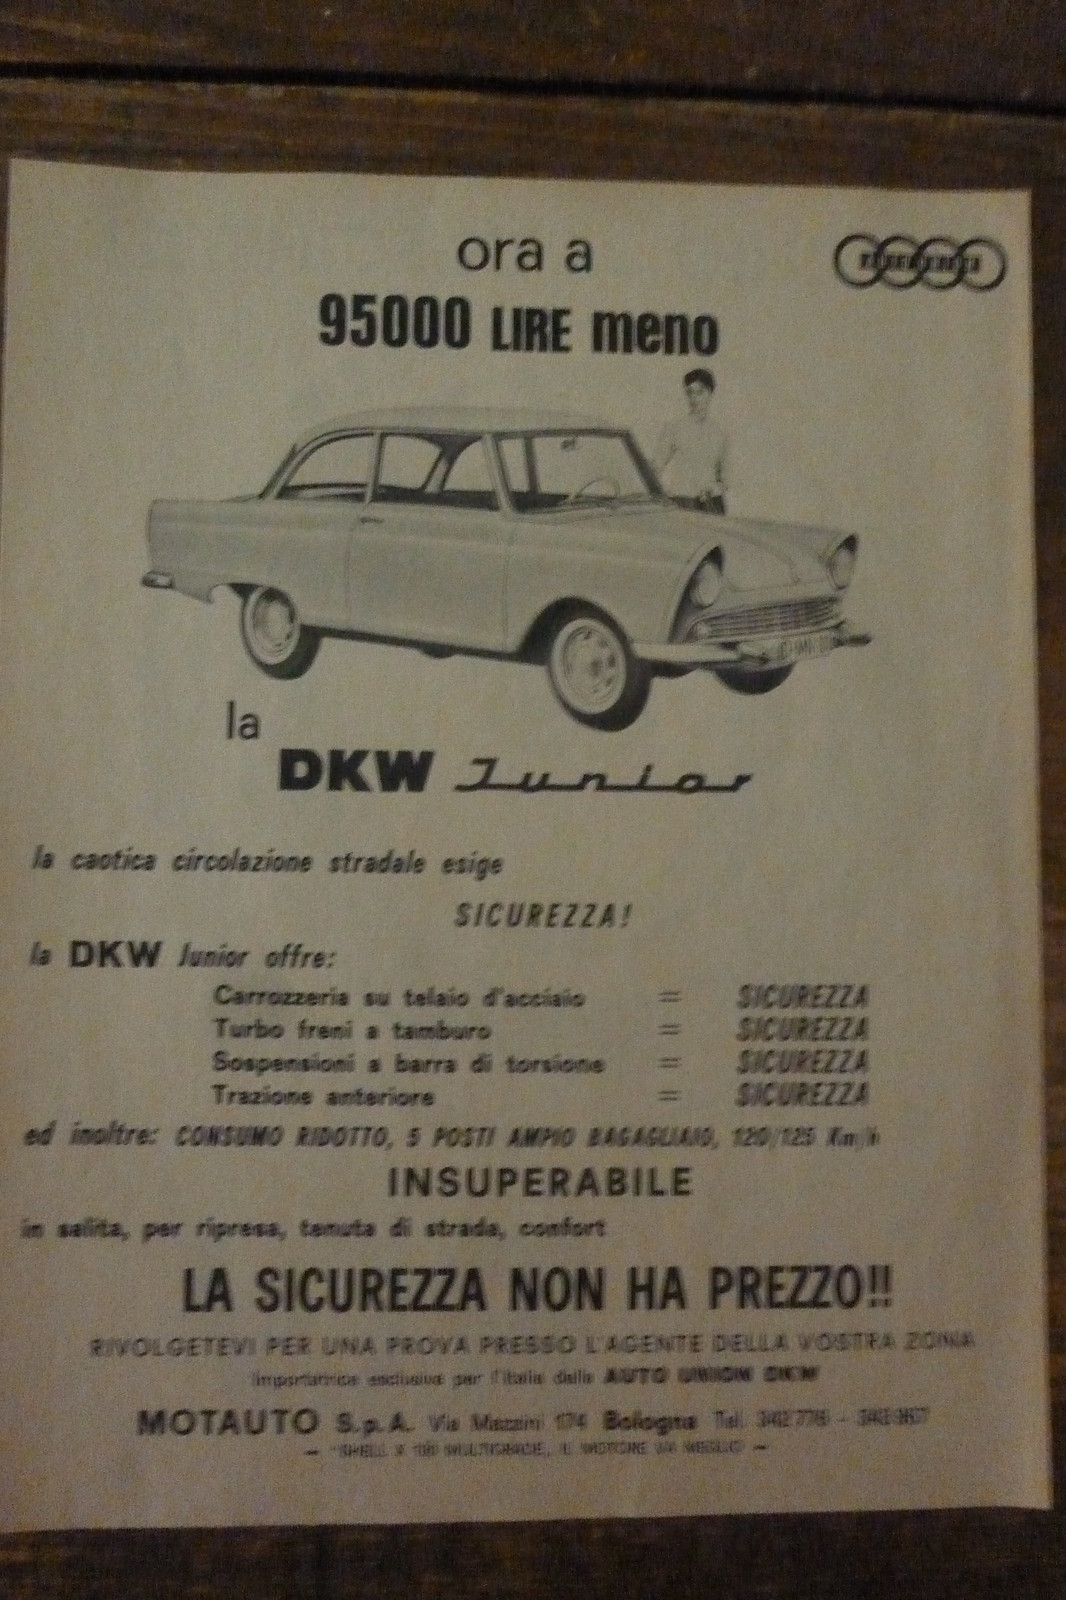 ora a
95000 LIRE meno
la
DKW Junior
la caotica circolazione stradale esige
SICUREZZA!
la DKW Junior offre:
Carrozzeria su telaio d'acciaio = SICUREZZA
Turbo freni a tamburo = SICUREZZA
Sospensioni a barra di torsione = SICUREZZA
Trazione anteriore = SICUREZZA
ed inoltre: CONSUMO RIDOTTO, 5 POSTI AMPIO BAGAGLIAIO, 120/125 Km/h
INSUPERABILE
in salita, per ripresa, tenuta di strada, confort
LA SICUREZZA NON HA PREZZO!!
RIVOLGETEVI PER UNA PROVA PRESSO L'AGENTE DELLA VOSTRA ZONA
Importatrice esclusiva per l'Italia della AUTO UNION DKW
MOTAUTO S.p.A. Via Mazzini 174 Bologna Tel.